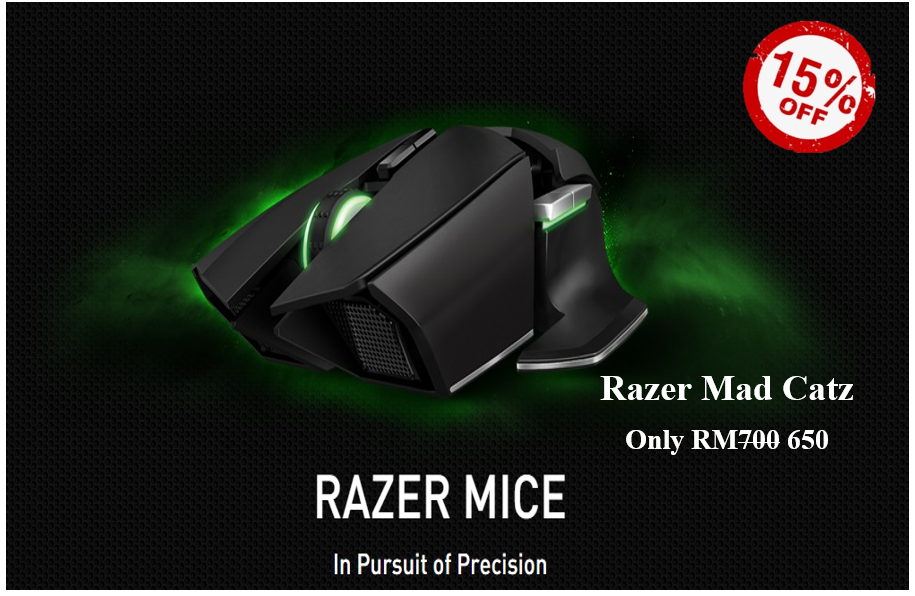 15%
OFF
Razer Mad Catz
Only RM700 650
RAZER MICE
In Pursuit of Precision